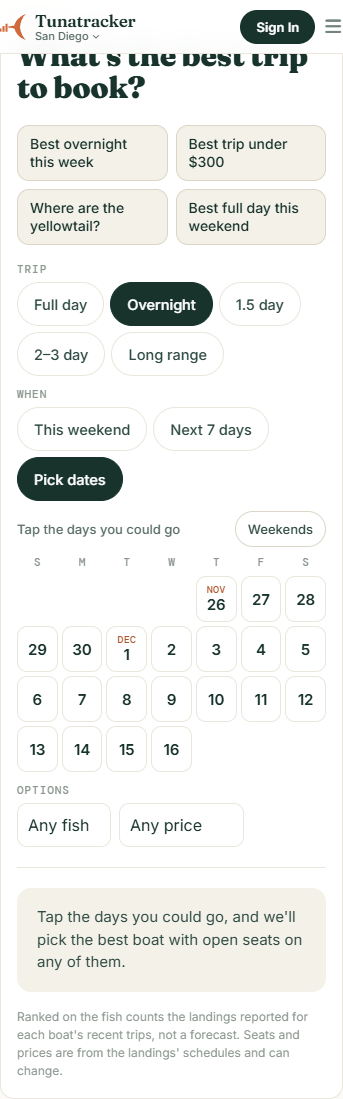 Tunatracker
San Diego
Sign In
What's the best trip
to book?
Best overnight
this week
Best trip under
$300
Where are the
yellowtail?
Best full day this
weekend
TRIP
Full day
Overnight
1.5 day
2–3 day
Long range
WHEN
This weekend
Next 7 days
Pick dates
Tap the days you could go
Weekends
S M T W T F S
NOV
26 27 28
DEC
29 30 1 2 3 4 5
6 7 8 9 10 11 12
13 14 15 16
OPTIONS
Any fish
Any price
Tap the days you could go, and we'll
pick the best boat with open seats on
any of them.
Ranked on the fish counts the landings reported for
each boat's recent trips, not a forecast. Seats and
prices are from the landings' schedules and can
change.